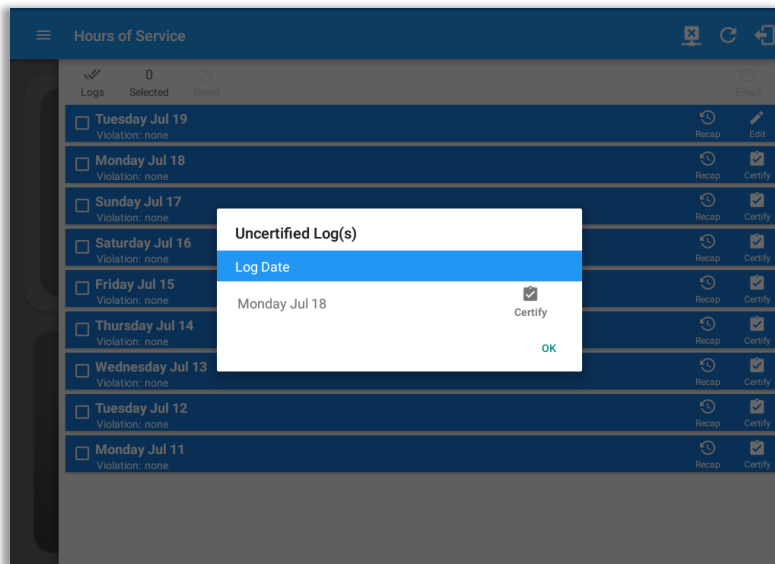 Hours of Service
Logs
0
Selected
Reset
Email
Tuesday Jul 19
Violation: none
Recap
Edit
Monday Jul 18
Violation: none
Recap
Certify
Sunday Jul 17
Violation: none
Recap
Certify
Saturday Jul 16
Violation: none
Recap
Certify
Friday Jul 15
Violation: none
Recap
Certify
Thursday Jul 14
Violation: none
Recap
Certify
Wednesday Jul 13
Violation: none
Recap
Certify
Tuesday Jul 12
Violation: none
Recap
Certify
Monday Jul 11
Violation: none
Recap
Certify
Uncertified Log(s)
Log Date
Monday Jul 18
Certify
OK